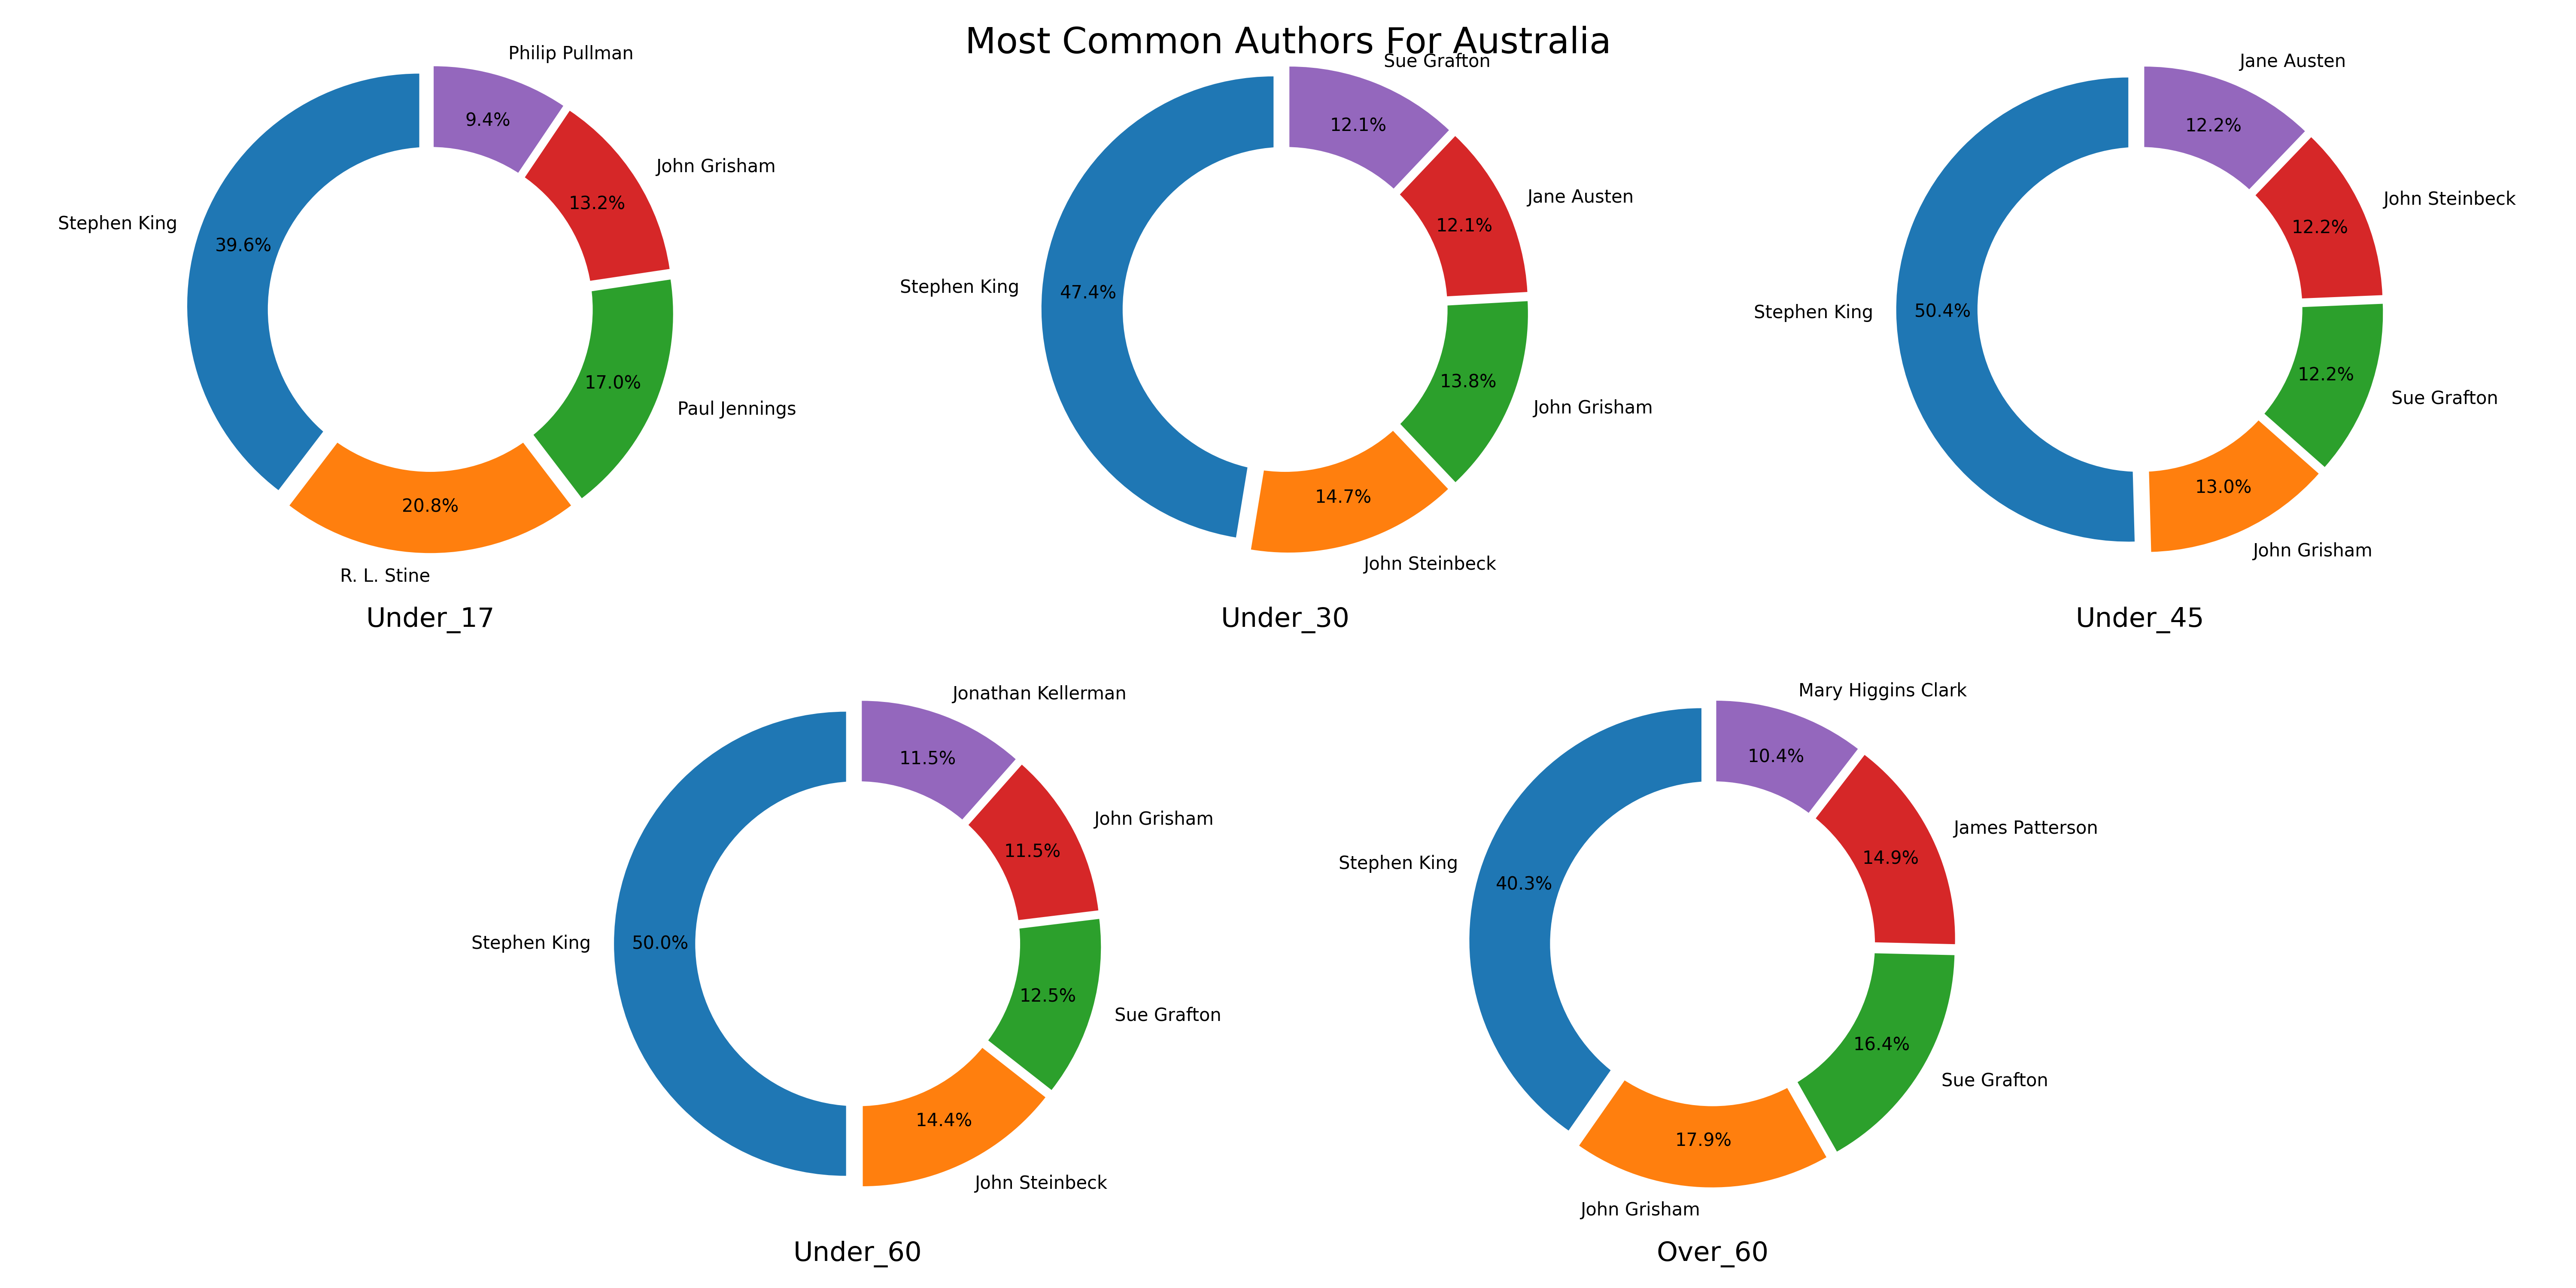 Most Common Authors For Australia
Philip Pullman
9.4%
John Grisham
13.2%
Stephen King
39.6%
17.0%
Paul Jennings
20.8%
R. L. Stine
Under_17
Sue Grafton
12.1%
Jane Austen
12.1%
Stephen King
47.4%
13.8%
John Grisham
14.7%
John Steinbeck
Under_30
Jane Austen
12.2%
John Steinbeck
12.2%
Stephen King
50.4%
12.2%
Sue Grafton
13.0%
John Grisham
Under_45
Jonathan Kellerman
11.5%
John Grisham
11.5%
Stephen King
50.0%
12.5%
Sue Grafton
14.4%
John Steinbeck
Under_60
Mary Higgins Clark
10.4%
James Patterson
14.9%
Stephen King
40.3%
16.4%
Sue Grafton
17.9%
John Grisham
Over_60